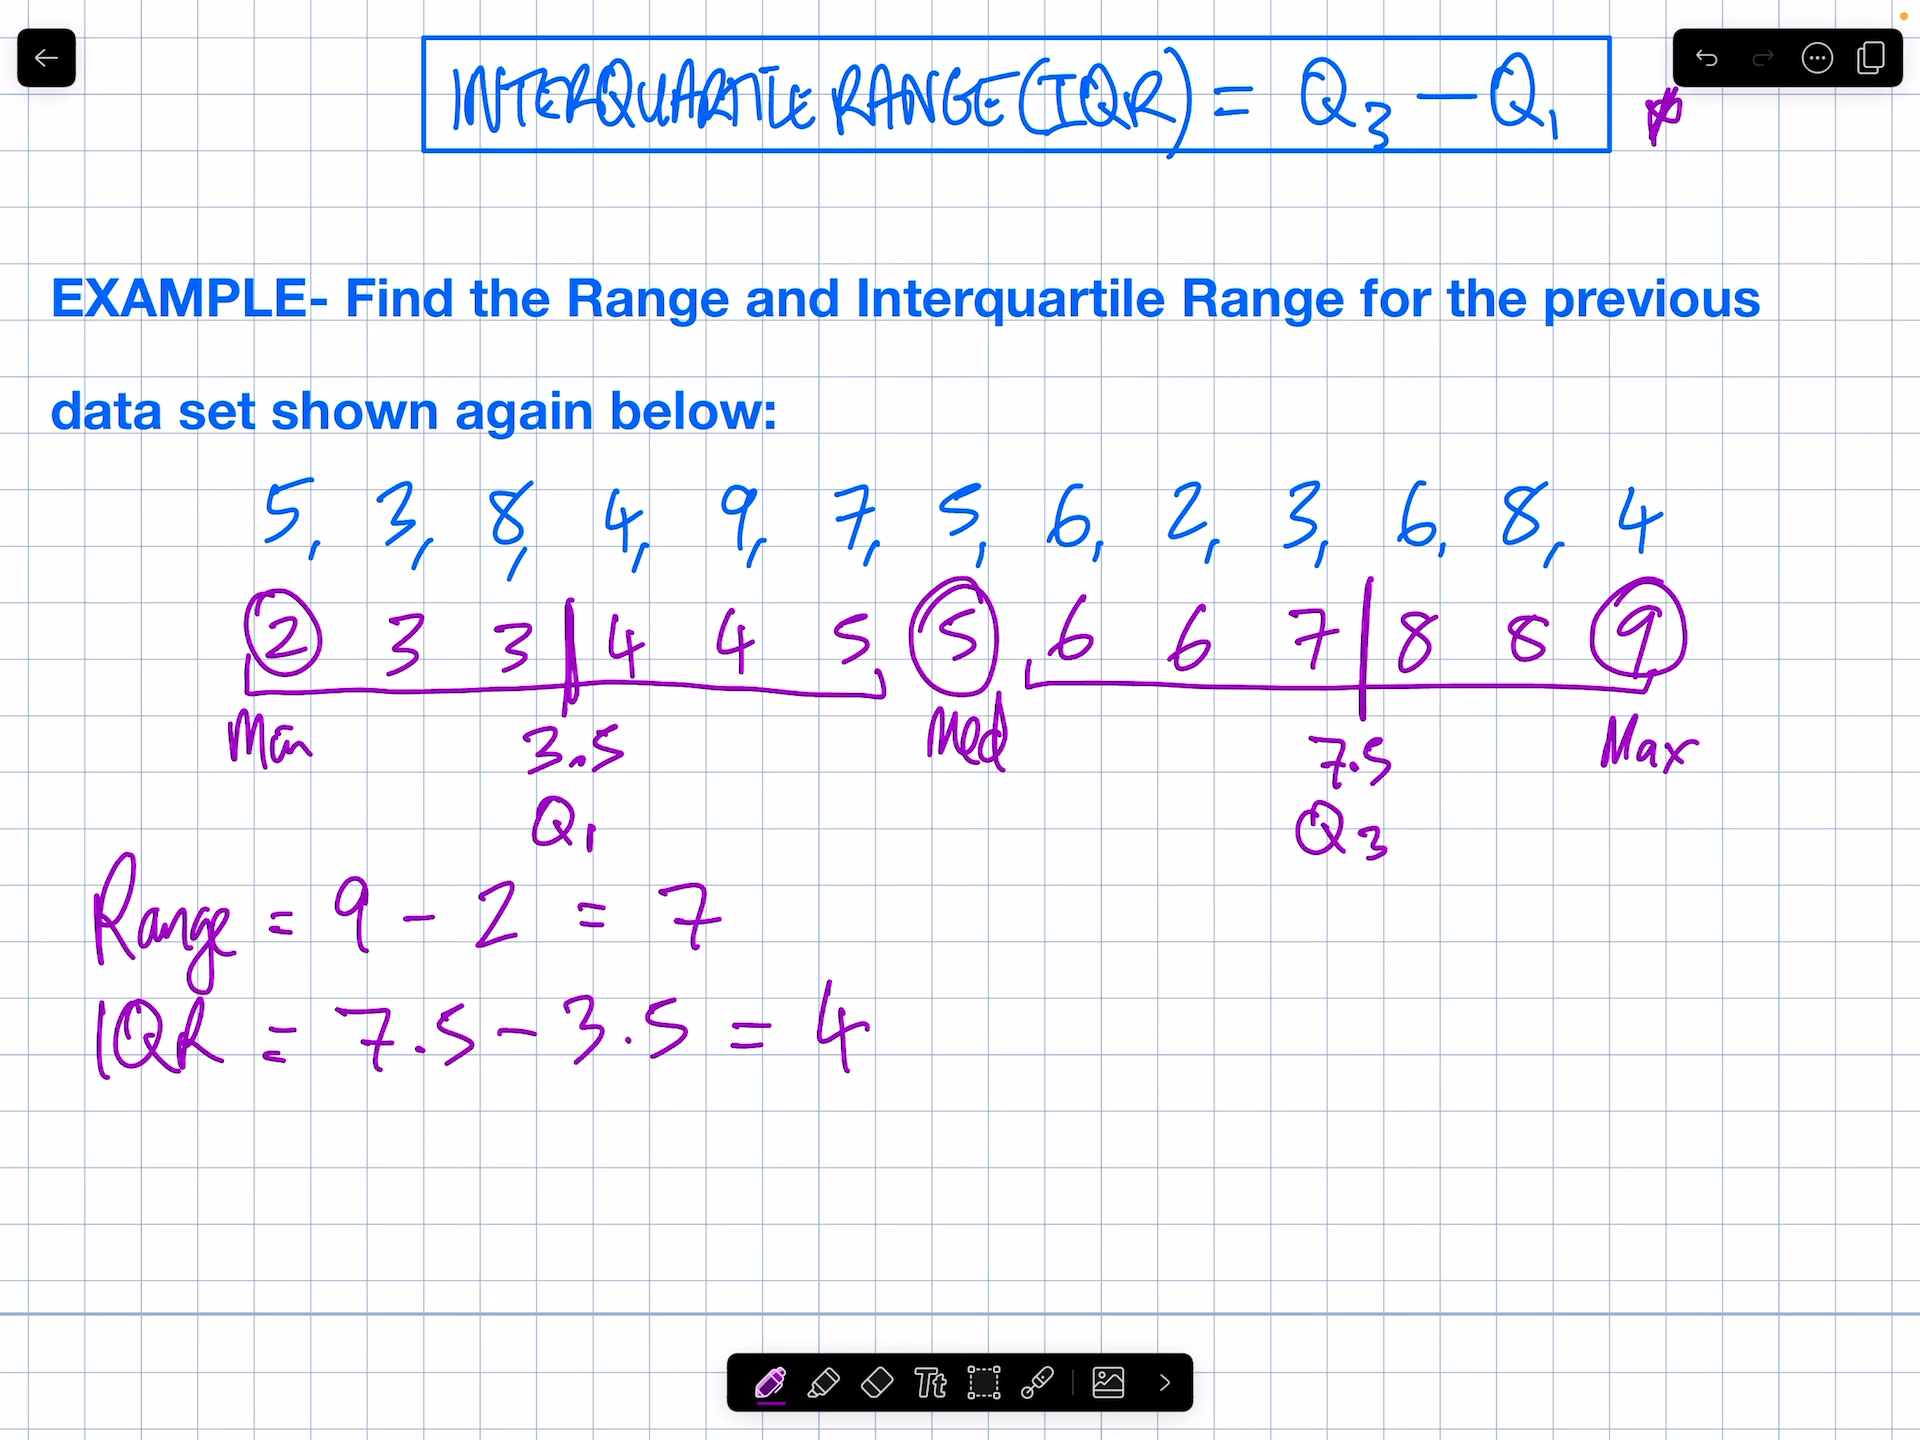 INTERQUARTILE RANGE (IQR) = Q3 − Q1
EXAMPLE- Find the Range and Interquartile Range for the previous
data set shown again below:
5, 3, 8, 4, 9, 7, 5, 6, 2, 3, 6, 8, 4
2 3 3 4 4 5 5 6 6 7 8 8 9
Min 3.5 Med 7.5 Max
Q1 Q3
Range = 9 - 2 = 7
IQR = 7.5 - 3.5 = 4
Tt